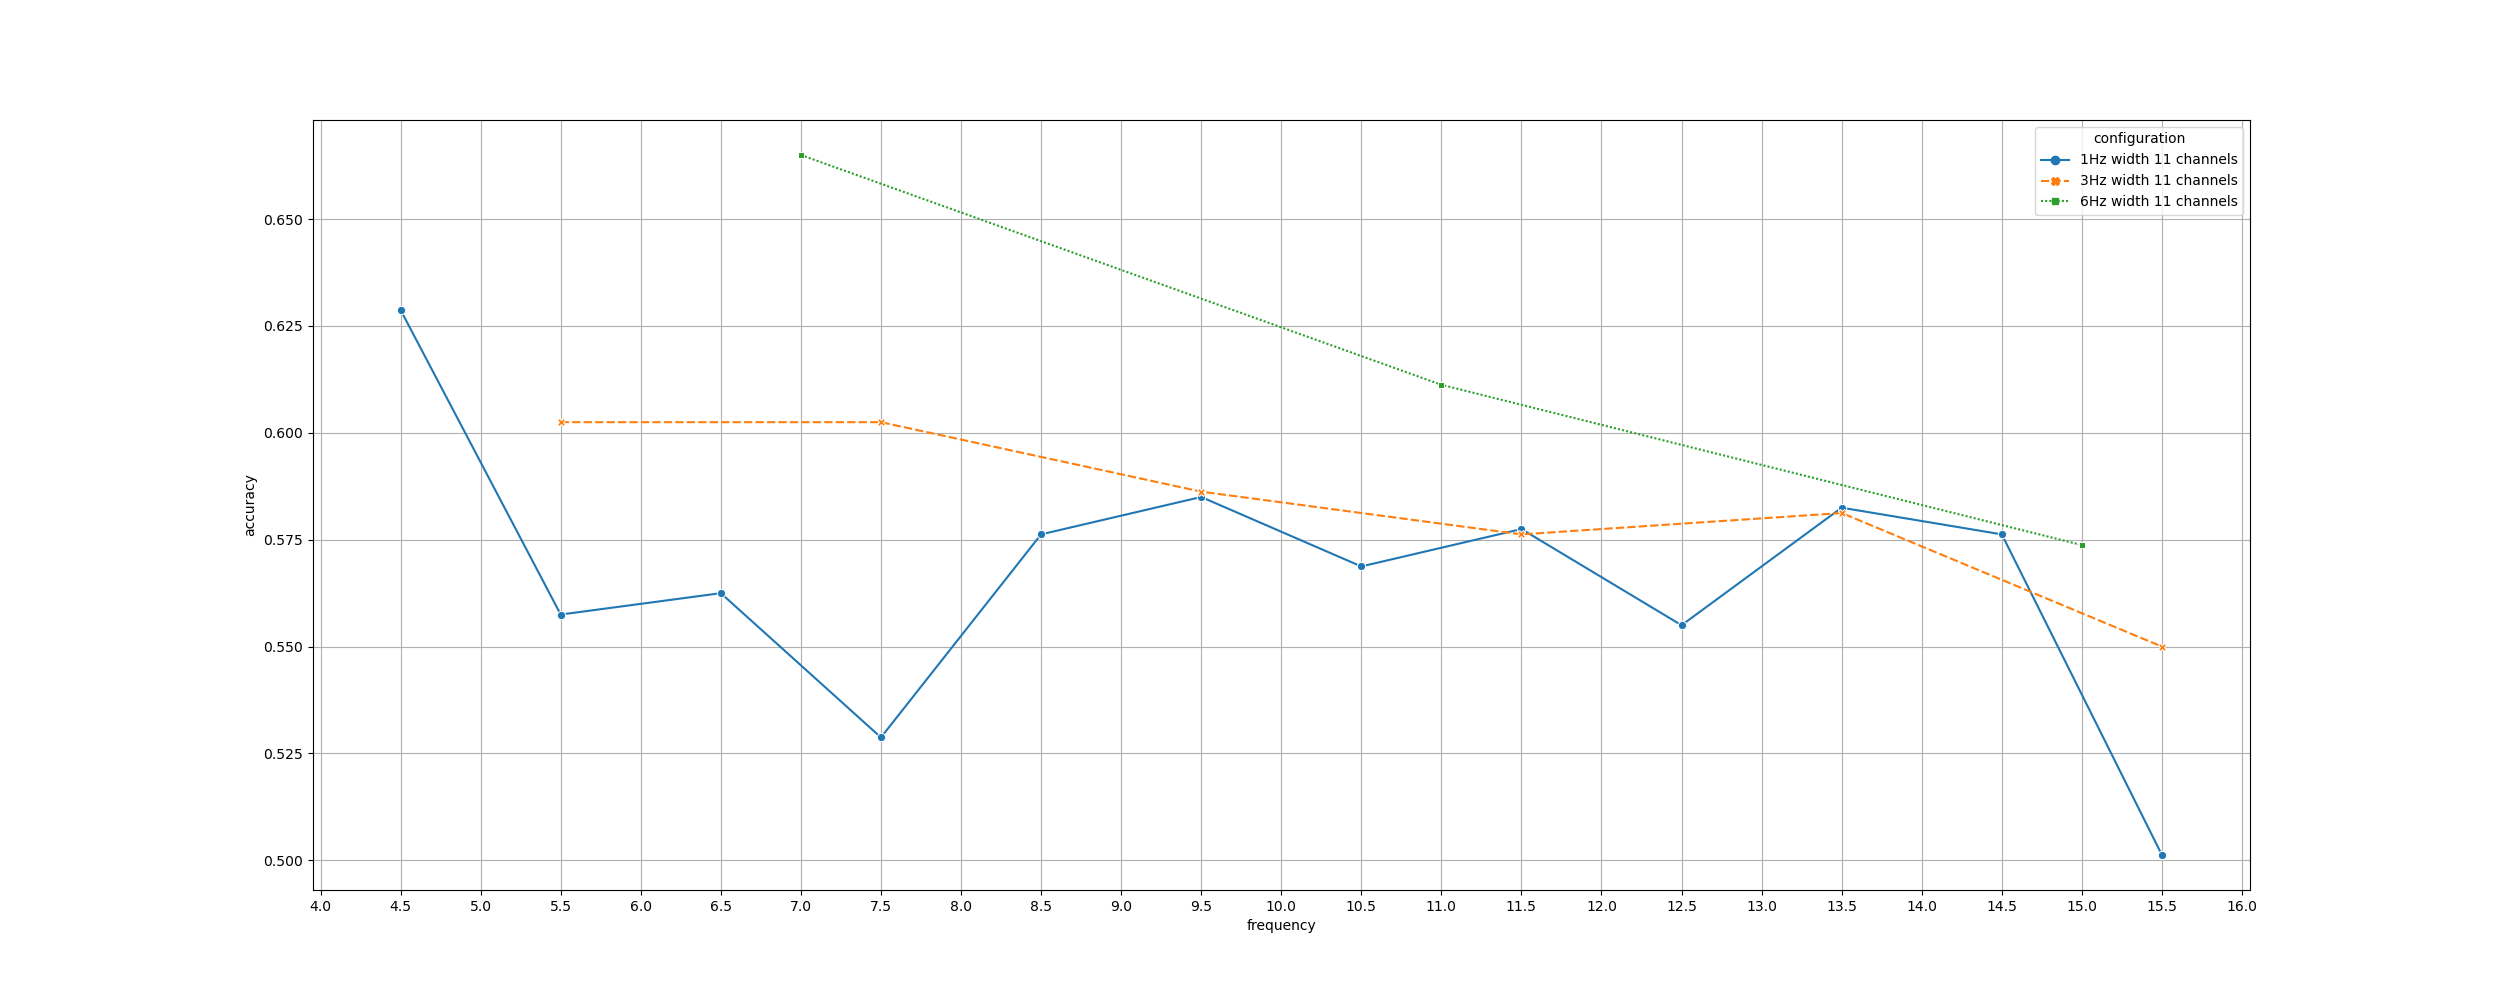 configuration
1Hz width 11 channels
3Hz width 11 channels
6Hz width 11 channels
0.650
0.625
0.600
0.575
0.550
0.525
0.500
accuracy
4.0 4.5 5.0 5.5 6.0 6.5 7.0 7.5 8.0 8.5 9.0 9.5 10.0 10.5 11.0 11.5 12.0 12.5 13.0 13.5 14.0 14.5 15.0 15.5 16.0
frequency